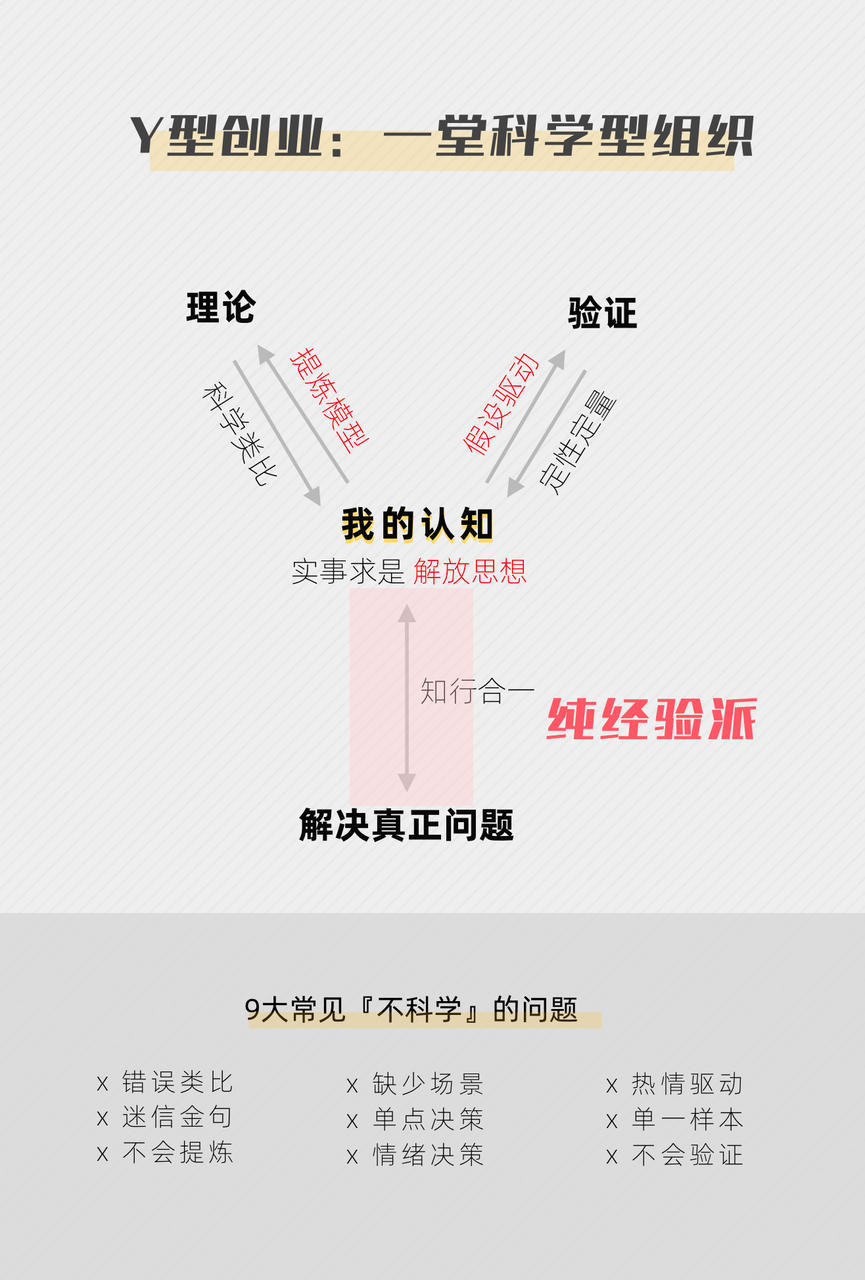 Y型创业：一堂科学型组织
理论
验证
科学类比
提炼模型
假设驱动
定性定量
我的认知
实事求是 解放思想
知行合一
纯经验派
解决真正问题
9大常见『不科学』的问题
x 错误类比
x 迷信金句
x 不会提炼
x 缺少场景
x 单点决策
x 情绪决策
x 热情驱动
x 单一样本
x 不会验证